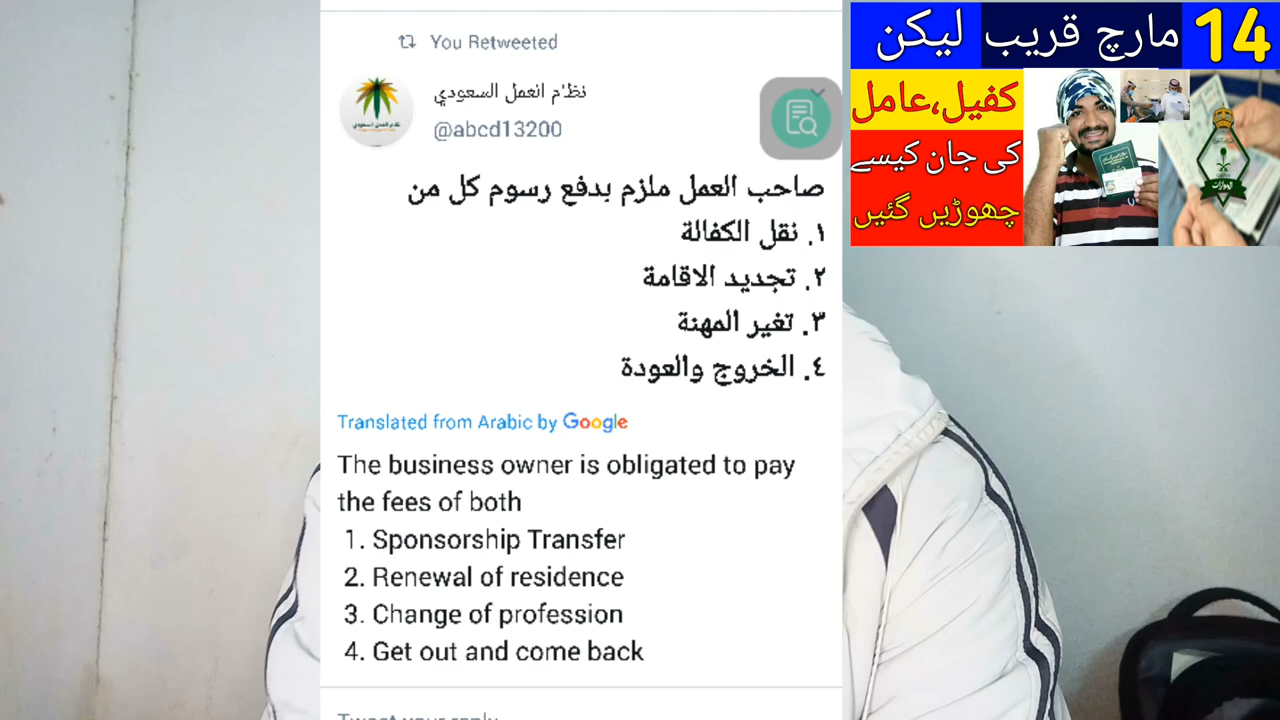 You Retweeted
نظام العمل السعودي
@abcd13200
صاحب العمل ملزم بدفع رسوم كل من
١. نقل الكفالة
٢. تجديد الاقامة
٣. تغير المهنة
٤. الخروج والعودة
Translated from Arabic by Google
The business owner is obligated to pay
the fees of both
1. Sponsorship Transfer
2. Renewal of residence
3. Change of profession
4. Get out and come back
Tweet your reply
14 مارچ قریب لیکن
کفیل،عامل
کی جان کیسے
چھوڑیں گئیں